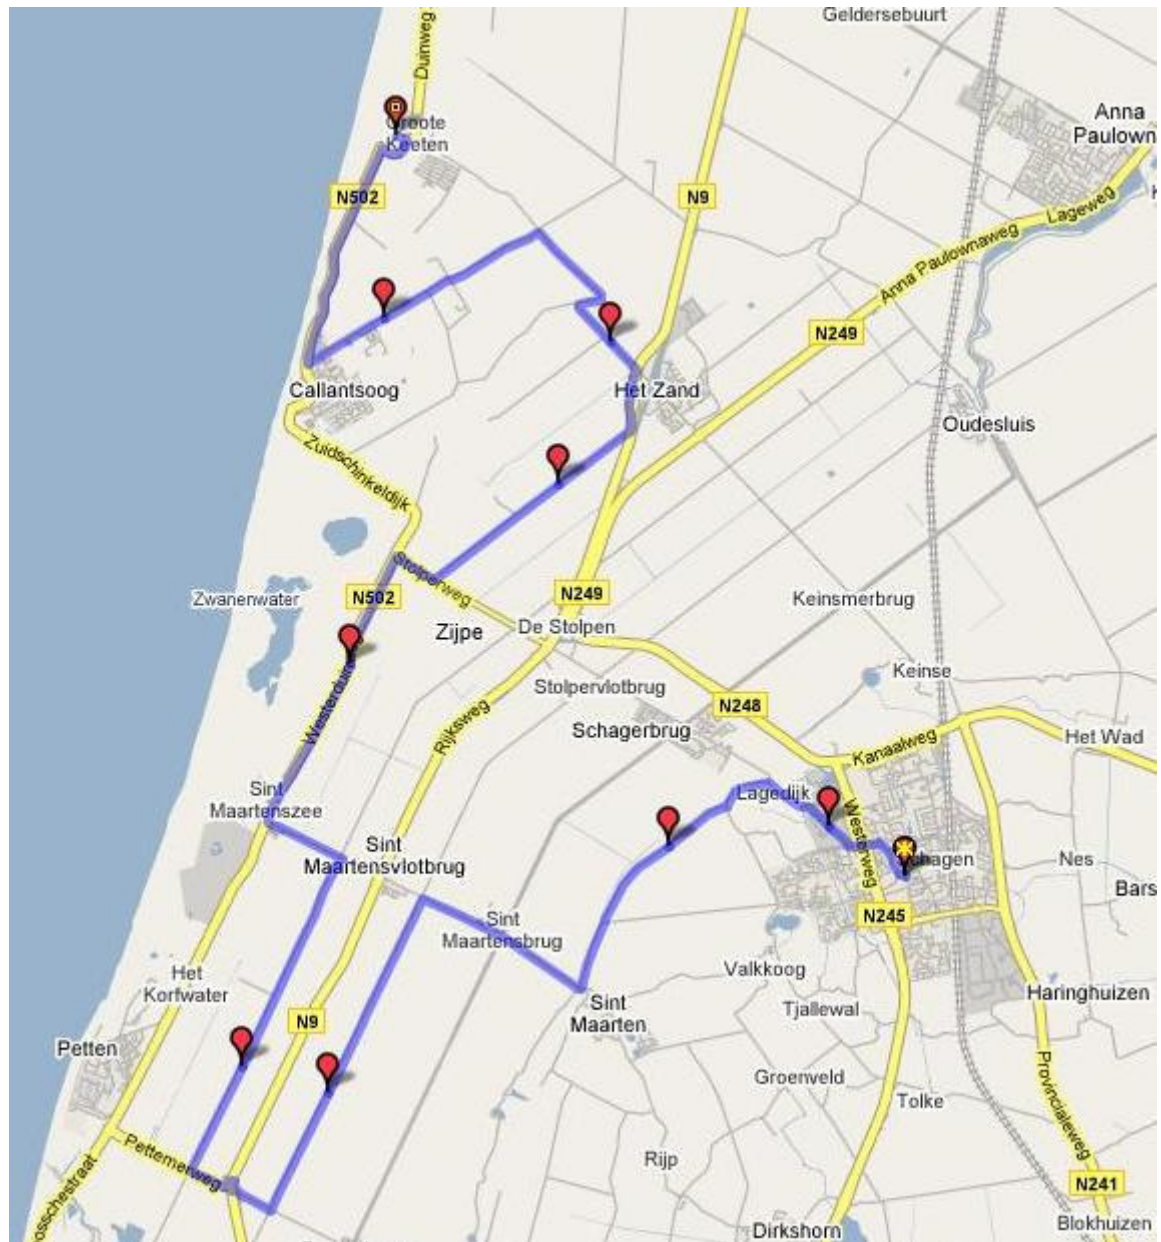 Geldersebuurt
Duinweg
Anna
Paulown
Groote
Keeten
N502
N9
Lageweg
Anna Paulownaweg
N249
Callantsoog
Het Zand
Oudesluis
Zuidschinkeldijk
Stolperweg
Zwanenwater
N502
N249
Keinsmerbrug
Zijpe
De Stolpen
Keinse
Stolpervlotbrug
Rijksweg
N248
Schagerbrug
Kanaalweg
Het Wad
Sint
Maartenszee
Lagedijk
Westerweg
Sint
Maartensvlotbrug
Schagen
Nes
Bars
Sint
Maartensbrug
N245
Valkkoog
Het
Korfwater
Haringhuizen
Sint
Maarten
Tjallewal
N9
Petten
Groenveld
Tolke
Provincialeweg
Pettemerweg
Rijp
N241
osschestraat
Blokhuizen
Dirkshorn